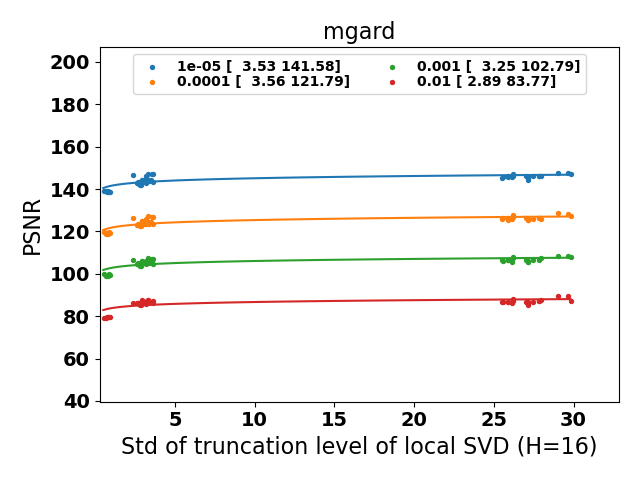 mgard
1e-05 [  3.53 141.58]
0.0001 [  3.56 121.79]
0.001 [  3.25 102.79]
0.01 [ 2.89 83.77]
PSNR
200
180
160
140
120
100
80
60
40
5 10 15 20 25 30
Std of truncation level of local SVD (H=16)